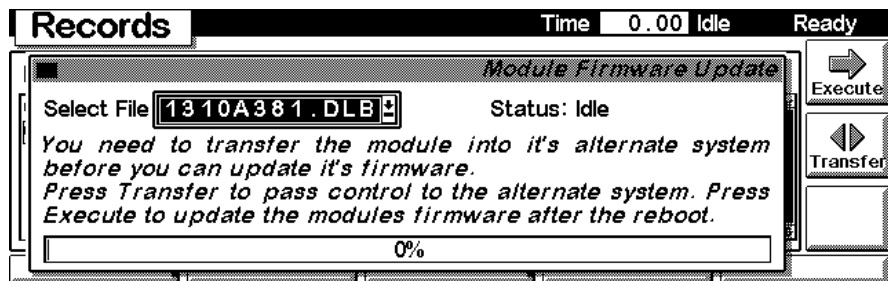 Records Time 0.00 Idle Ready
Module Firmware Update
Execute
Select File 1310A381.DLB Status: Idle
You need to transfer the module into it's alternate system
before you can update it's firmware.
Press Transfer to pass control to the alternate system. Press
Execute to update the modules firmware after the reboot.
Transfer
0%